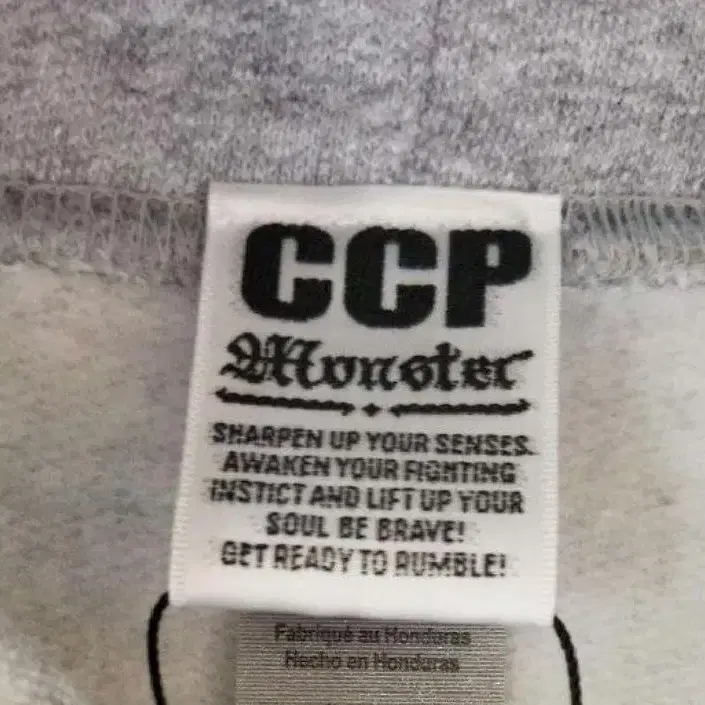 CCP
Monster
SHARPEN UP YOUR SENSES.
AWAKEN YOUR FIGHTING
INSTICT AND LIFT UP YOUR
SOUL BE BRAVE!
GET READY TO RUMBLE!
Fabriqué au Honduras
Hecho en Honduras